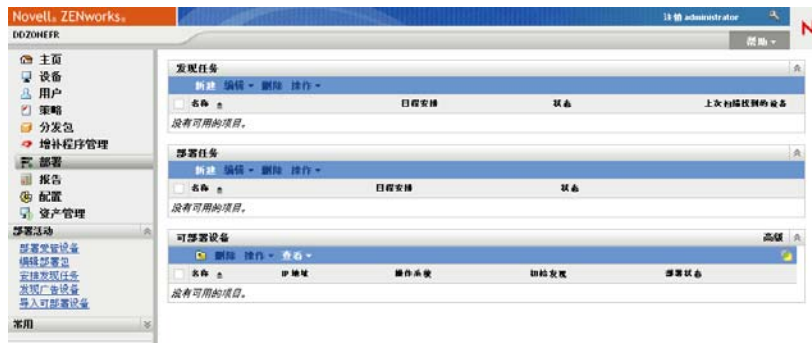 Novell® ZENworks®
注销 administrator
DDZONEFR
帮助
主页
设备
用户
策略
分发包
增补程序管理
部署
报告
配置
资产管理
部署活动
部署受管设备
编辑部署包
安排发现任务
发现广告设备
导入可部署设备
常用
发现任务
新建 编辑 删除 操作
名称 日程安排 状态 上次扫描找到的设备
没有可用的项目。
部署任务
新建 编辑 删除 操作
名称 日程安排 状态
没有可用的项目。
可部署设备 高级
删除 操作 查看
名称 IP 地址 操作系统 初始发现 部署状态
没有可用的项目。